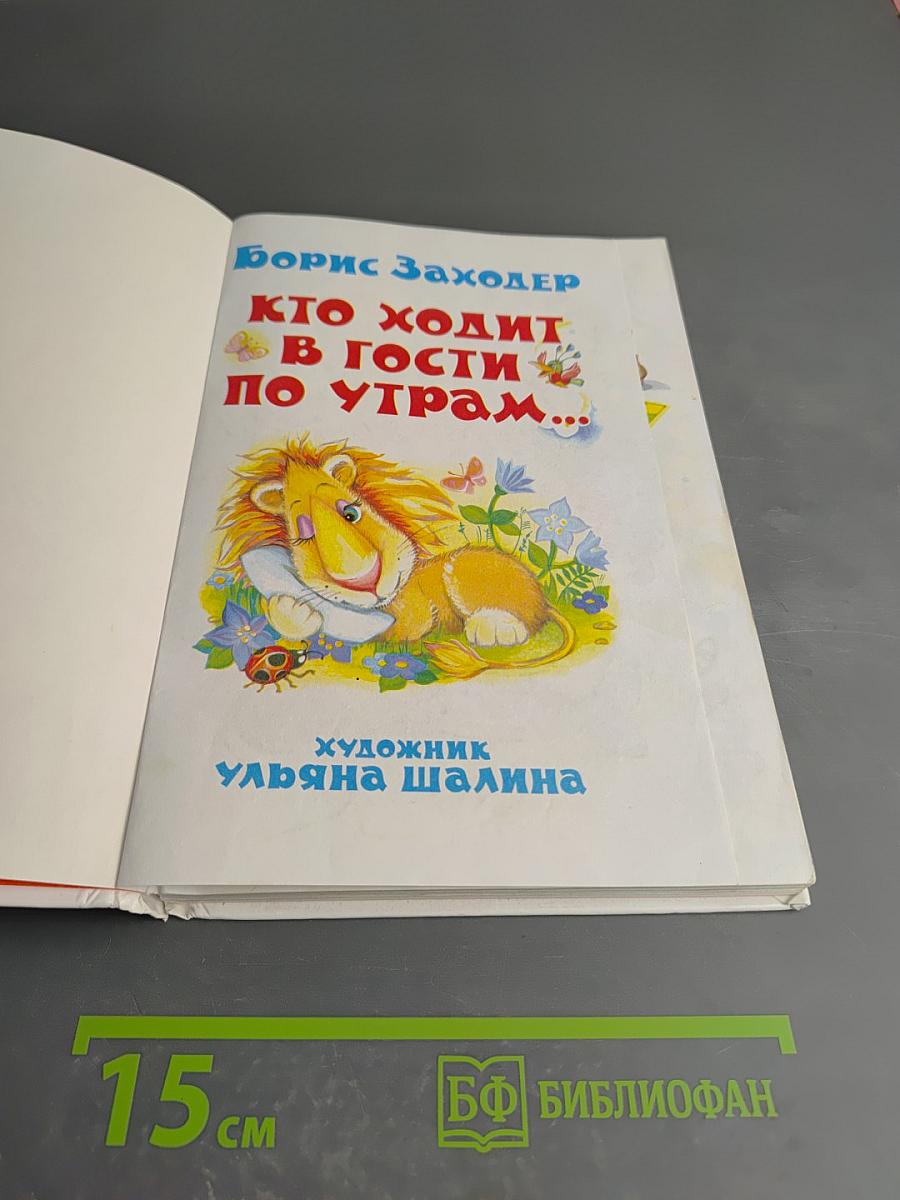 Борис Заходер
Кто ходит
в гости
по утрам...
художник
Ульяна Шалина
15 см
БФ БИБЛИОФАН